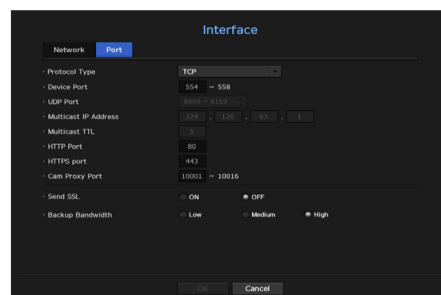 Interface
Network Port
· Protocol Type TCP
· Device Port 554 ~ 558
· UDP Port 8000 ~ 8159
· Multicast IP Address 224 . 126 . 63 . 1
· Multicast TTL 5
· HTTP Port 80
· HTTPS port 443
· Cam Proxy Port 10001 ~ 10016
· Send SSL ON OFF
· Backup Bandwidth Low Medium High
OK Cancel